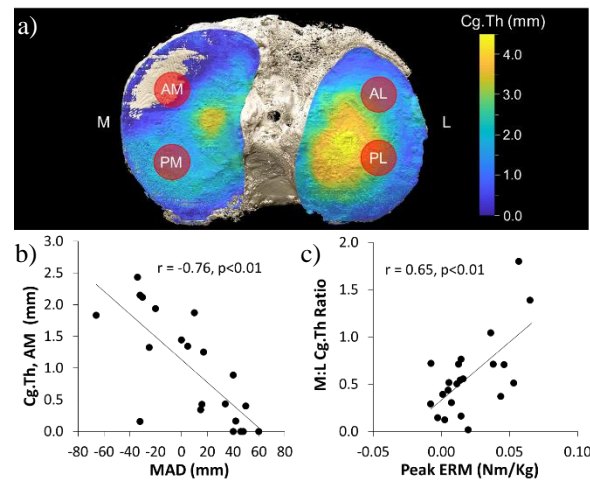 a)
Cg.Th (mm)
AM
AL
M
L
PM
PL
4.0
3.0
2.0
1.0
0.0
b)
3.0
2.5
2.0
1.5
1.0
0.5
0.0
Cg.Th, AM (mm)
r = -0.76, p<0.01
-80 -60 -40 -20 0 20 40 60 80
MAD (mm)
c)
2.0
1.5
1.0
0.5
0.0
M:L Cg.Th Ratio
r = 0.65, p<0.01
-0.05 0.00 0.05 0.10
Peak ERM (Nm/Kg)